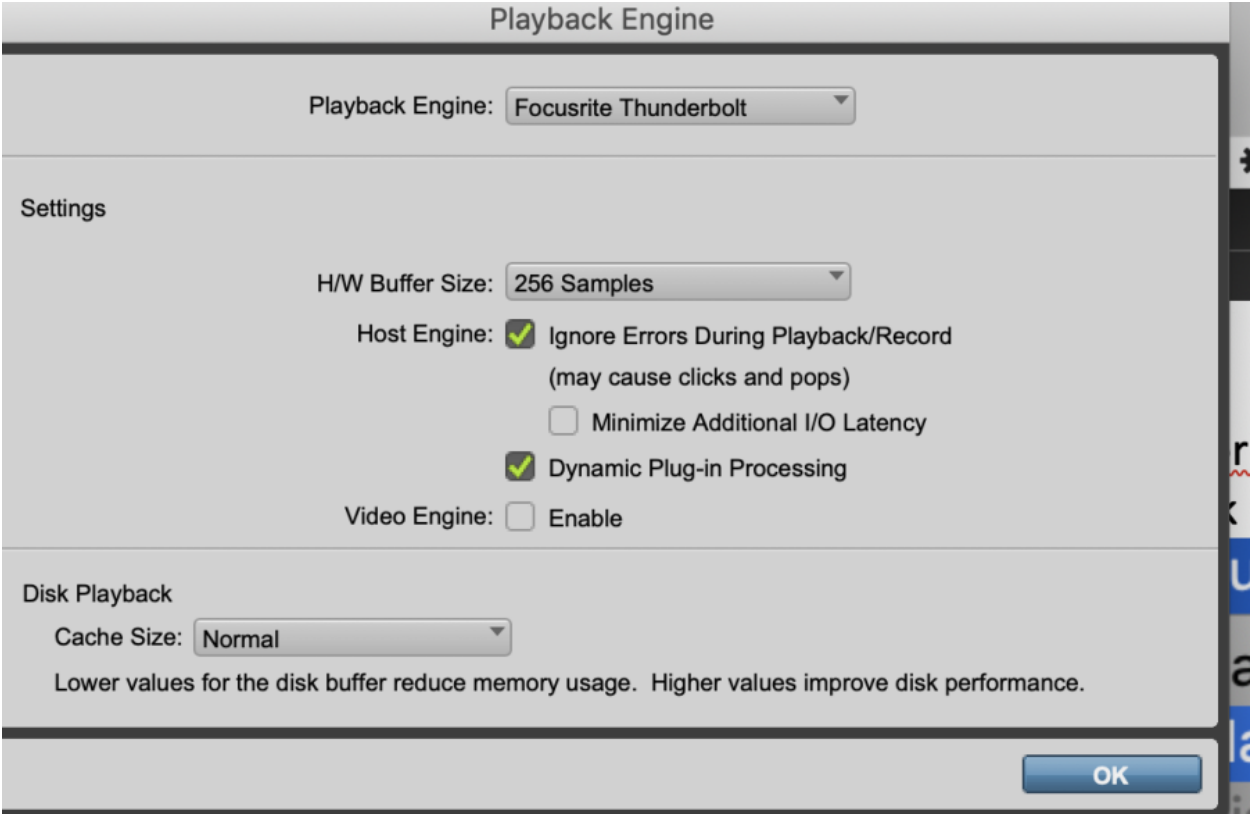 Playback Engine
Playback Engine: Focusrite Thunderbolt
Settings
H/W Buffer Size: 256 Samples
Host Engine: Ignore Errors During Playback/Record
(may cause clicks and pops)
Minimize Additional I/O Latency
Dynamic Plug-in Processing
Video Engine: Enable
Disk Playback
Cache Size: Normal
Lower values for the disk buffer reduce memory usage. Higher values improve disk performance.
OK